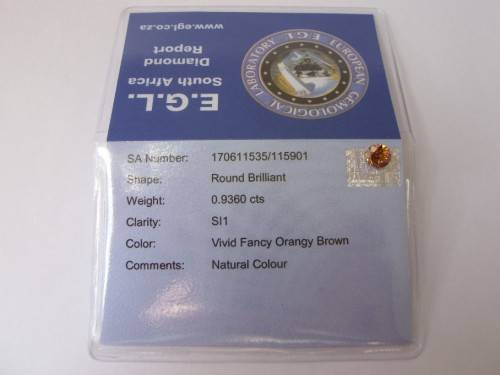 www.egl.co.za
Report
Diamond
South Africa
E.G.L.
EGL EUROPEAN GEMOLOGICAL LABORATORY
SA Number: 170611535/115901
Shape: Round Brilliant
Weight: 0.9360 cts
Clarity: SI1
Color: Vivid Fancy Orangy Brown
Comments: Natural Colour